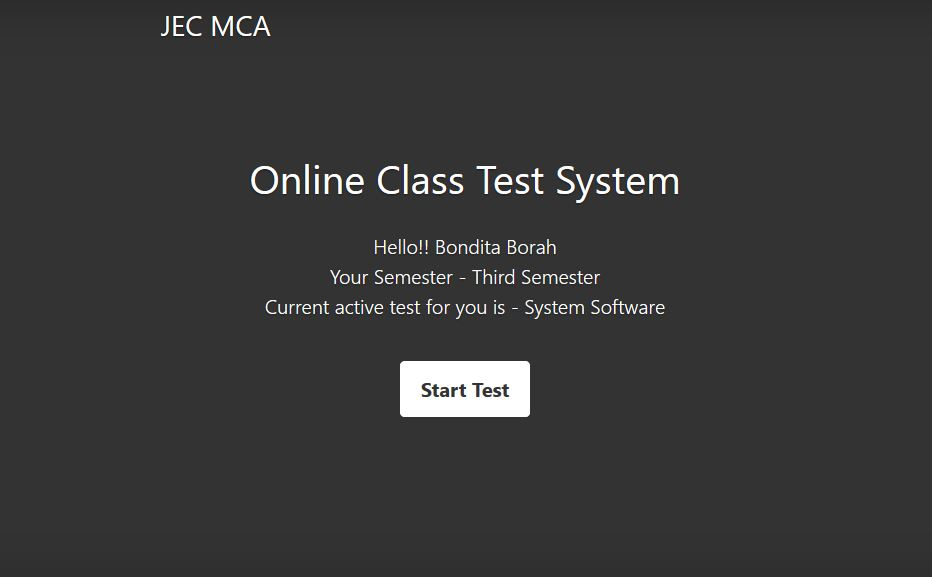 JEC MCA
Online Class Test System
Hello!! Bondita Borah
Your Semester - Third Semester
Current active test for you is - System Software
Start Test